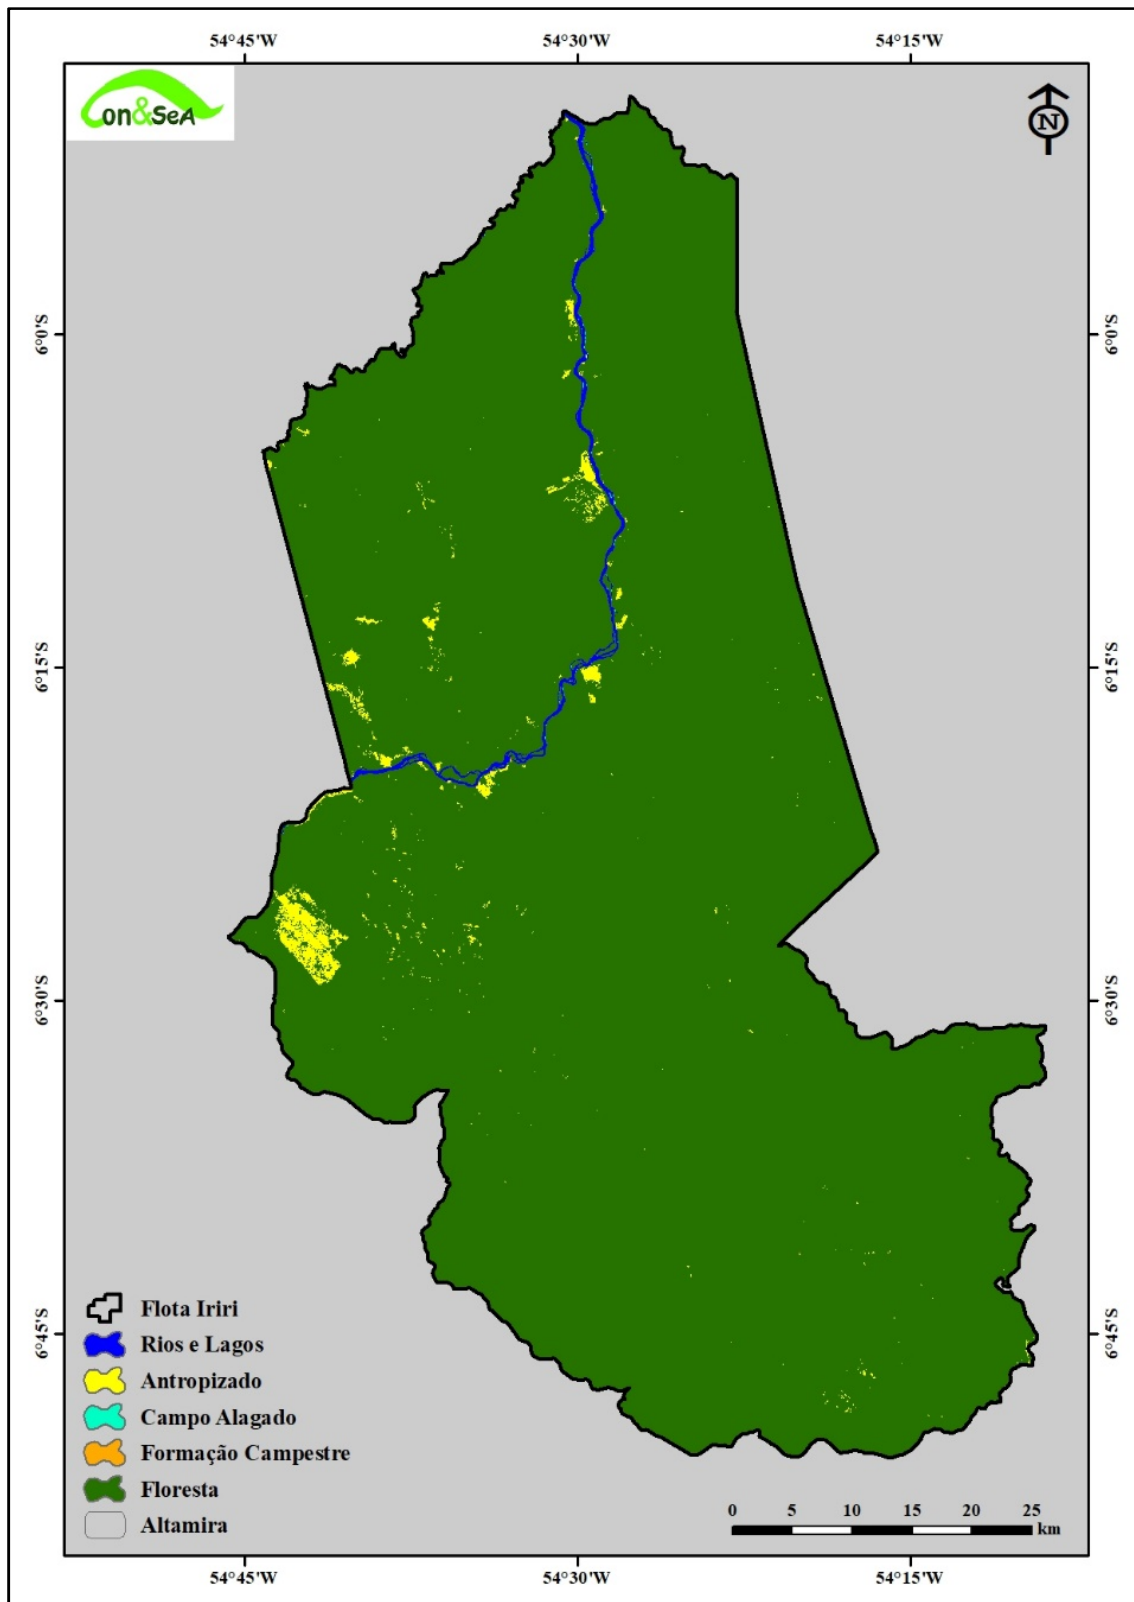 54°45'W 54°30'W 54°15'W
Con&SeA
N
6°0'S 6°0'S
6°15'S 6°15'S
6°30'S 6°30'S
6°45'S 6°45'S
Flota Iriri
Rios e Lagos
Antropizado
Campo Alagado
Formação Campestre
Floresta
Altamira
0 5 10 15 20 25
km
54°45'W 54°30'W 54°15'W